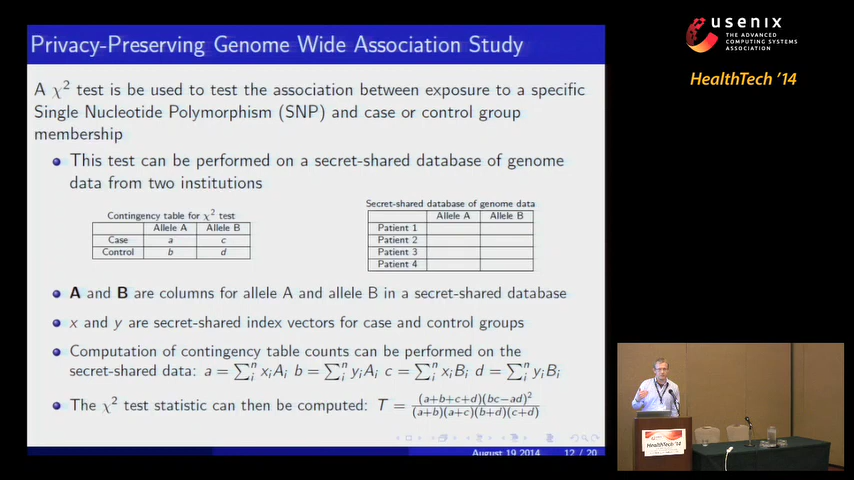 usenix
THE ADVANCED
COMPUTING SYSTEMS
ASSOCIATION
HealthTech '14
Privacy-Preserving Genome Wide Association Study
A χ² test is be used to test the association between exposure to a specific
Single Nucleotide Polymorphism (SNP) and case or control group
membership
This test can be performed on a secret-shared database of genome
data from two institutions
Contingency table for χ² test
Allele A Allele B
Case a c
Control b d
Secret-shared database of genome data
Allele A Allele B
Patient 1
Patient 2
Patient 3
Patient 4
A and B are columns for allele A and allele B in a secret-shared database
x and y are secret-shared index vectors for case and control groups
Computation of contingency table counts can be performed on the
secret-shared data: a = ∑ᵢⁿ xᵢAᵢ b = ∑ᵢⁿ yᵢAᵢ c = ∑ᵢⁿ xᵢBᵢ d = ∑ᵢⁿ yᵢBᵢ
The χ² test statistic can then be computed: T = (a+b+c+d)(bc−ad)² / (a+b)(a+c)(b+d)(c+d)
August 19 2014 12 / 20
HealthTech '14